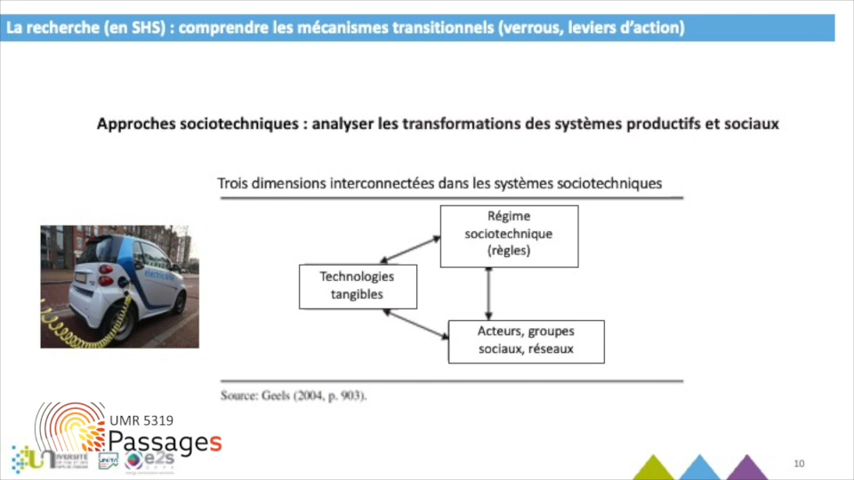 La recherche (en SHS) : comprendre les mécanismes transitionnels (verrous, leviers d'action)
Approches sociotechniques : analyser les transformations des systèmes productifs et sociaux
Trois dimensions interconnectées dans les systèmes sociotechniques
Régime
sociotechnique
(règles)
Technologies
tangibles
Acteurs, groupes
sociaux, réseaux
Source: Geels (2004, p. 903).
UMR 5319
Passages
e2s
10